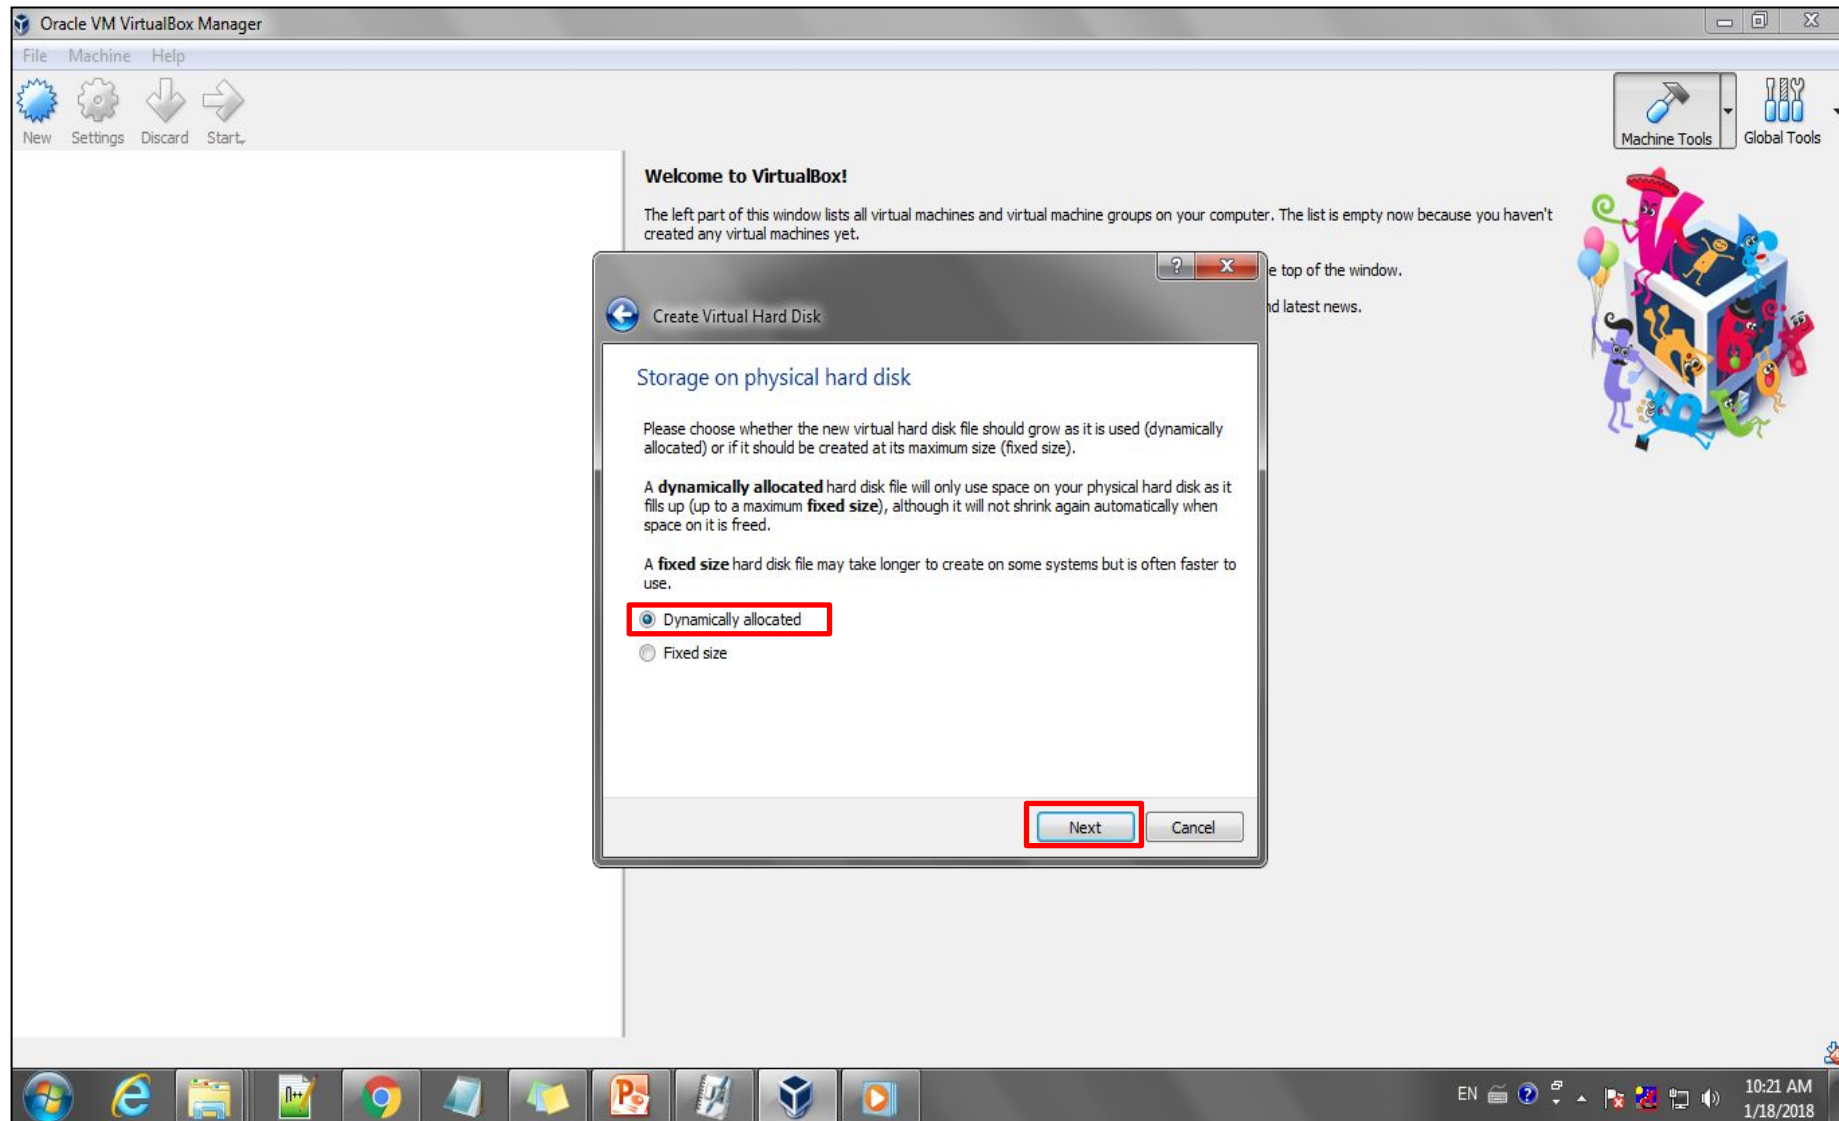 Oracle VM VirtualBox Manager
File Machine Help
New Settings Discard Start
Machine Tools Global Tools
Welcome to VirtualBox!
The left part of this window lists all virtual machines and virtual machine groups on your computer. The list is empty now because you haven't
created any virtual machines yet.
e top of the window.
nd latest news.
Create Virtual Hard Disk
Storage on physical hard disk
Please choose whether the new virtual hard disk file should grow as it is used (dynamically
allocated) or if it should be created at its maximum size (fixed size).
A dynamically allocated hard disk file will only use space on your physical hard disk as it
fills up (up to a maximum fixed size), although it will not shrink again automatically when
space on it is freed.
A fixed size hard disk file may take longer to create on some systems but is often faster to
use.
Dynamically allocated
Fixed size
Next Cancel
EN
10:21 AM
1/18/2018